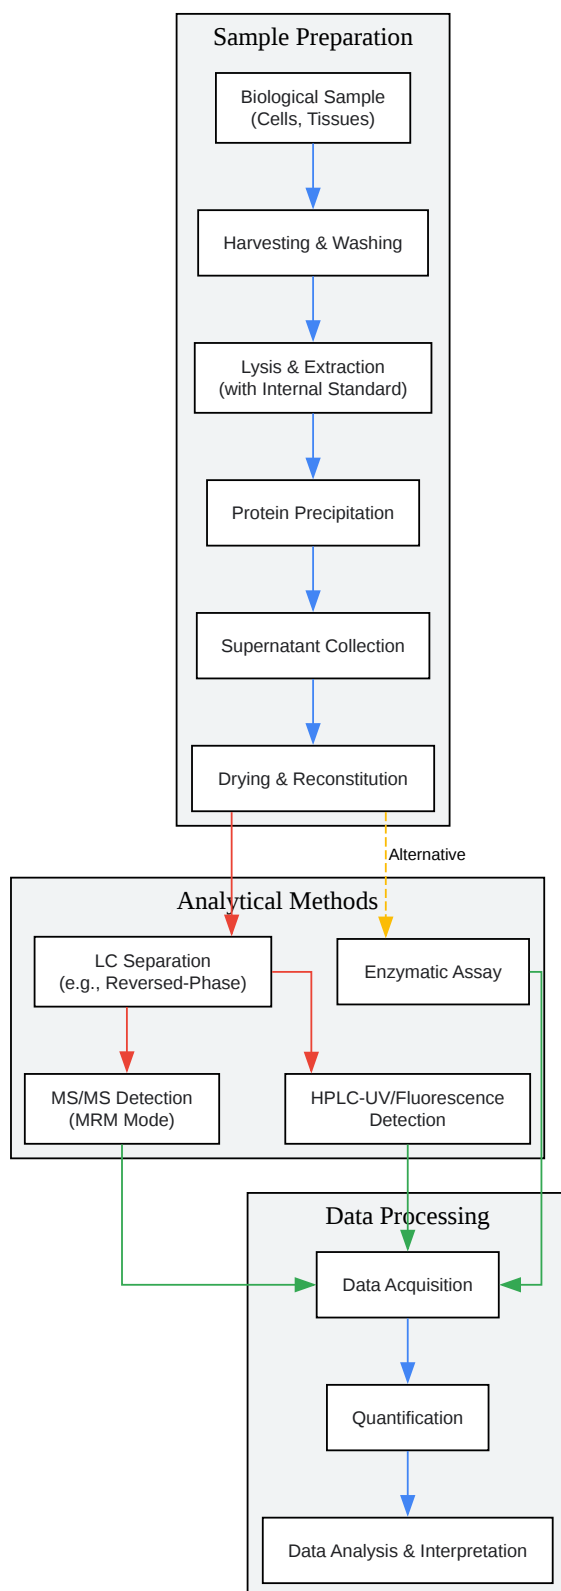 Sample Preparation
Biological Sample
(Cells, Tissues)
Harvesting & Washing
Lysis & Extraction
(with Internal Standard)
Protein Precipitation
Supernatant Collection
Drying & Reconstitution
Alternative
Analytical Methods
LC Separation
(e.g., Reversed-Phase)
Enzymatic Assay
MS/MS Detection
(MRM Mode)
HPLC-UV/Fluorescence
Detection
Data Processing
Data Acquisition
Quantification
Data Analysis & Interpretation